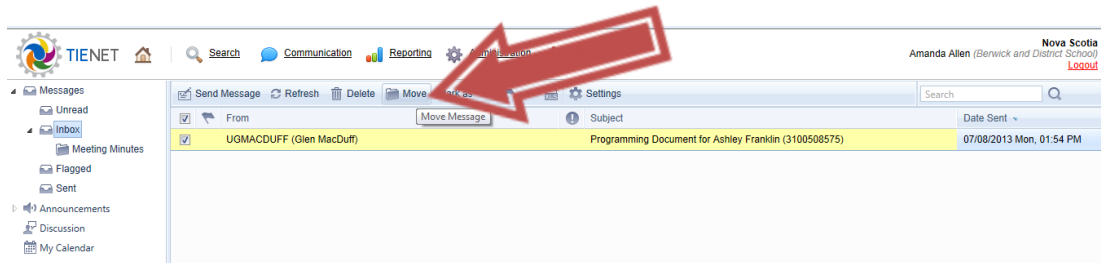 Nova Scotia
TIENET Search Communication Reporting Administration Amanda Allen (Berwick and District School)
Logout
Messages
Send Message Refresh Delete Move Settings Search
Unread
From Move Message Subject Date Sent
Inbox
UGMACDUFF (Glen MacDuff) Programming Document for Ashley Franklin (3100508575) 07/08/2013 Mon, 01:54 PM
Meeting Minutes
Flagged
Sent
Announcements
Discussion
My Calendar